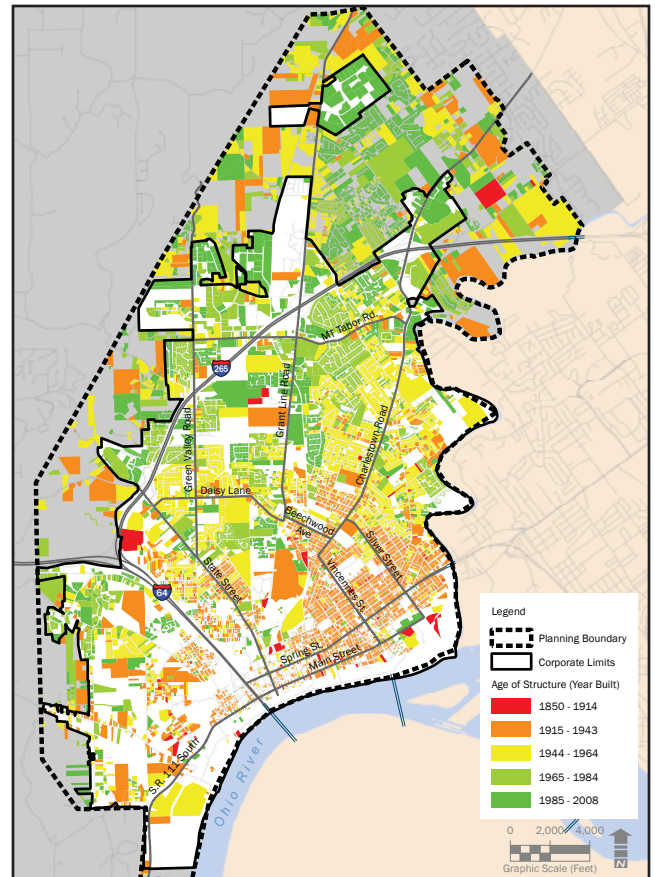 MT Tabor Rd.
265
Grant Line Road
Green Valley Road
Charlestown Road
Daisy Lane
Beechwood
Ave
Silver Street
State Street
Vincennes St.
64
Spring St.
Main Street
S.R. 111 South
Ohio River
Legend
Planning Boundary
Corporate Limits
Age of Structure (Year Built)
1850 - 1914
1915 - 1943
1944 - 1964
1965 - 1984
1985 - 2008
0 2,000 4,000
Graphic Scale (Feet)
N